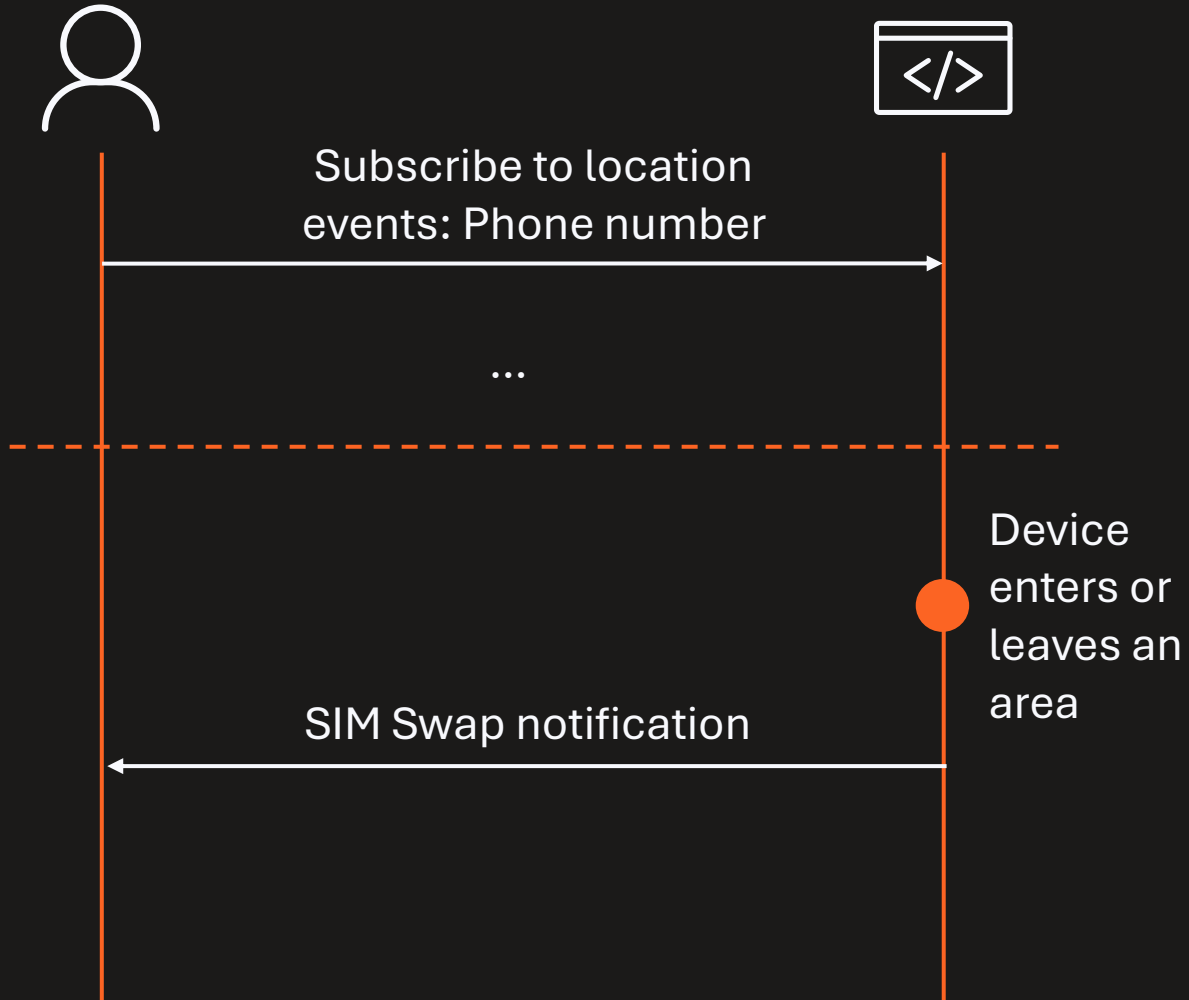 </>
Subscribe to location
events: Phone number
...
Device
enters or
leaves an
area
SIM Swap notification